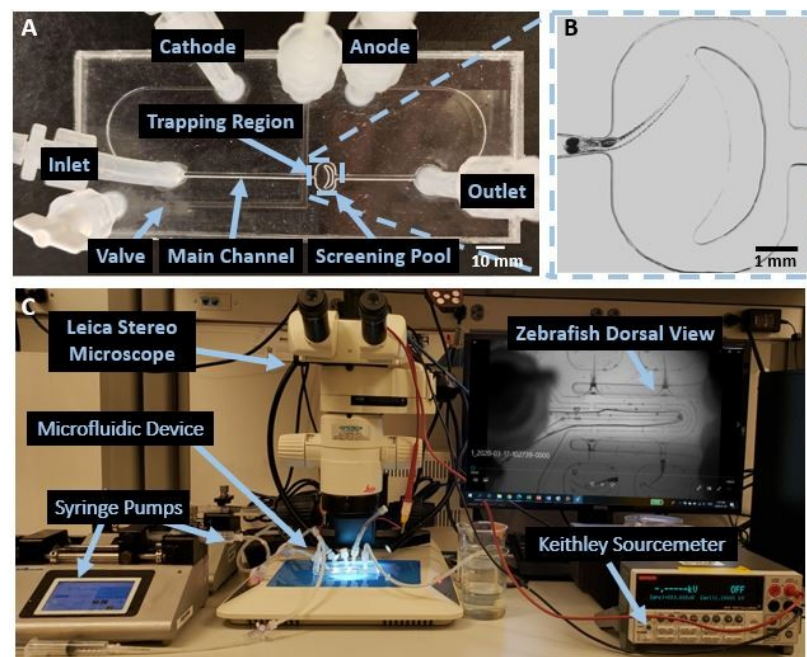 A
Cathode
Anode
Trapping Region
Inlet
Outlet
Valve
Main Channel
Screening Pool
10 mm
B
1 mm
C
Leica Stereo
Microscope
Zebrafish Dorsal View
Microfluidic Device
Syringe Pumps
Keithley Sourcemeter
OFF